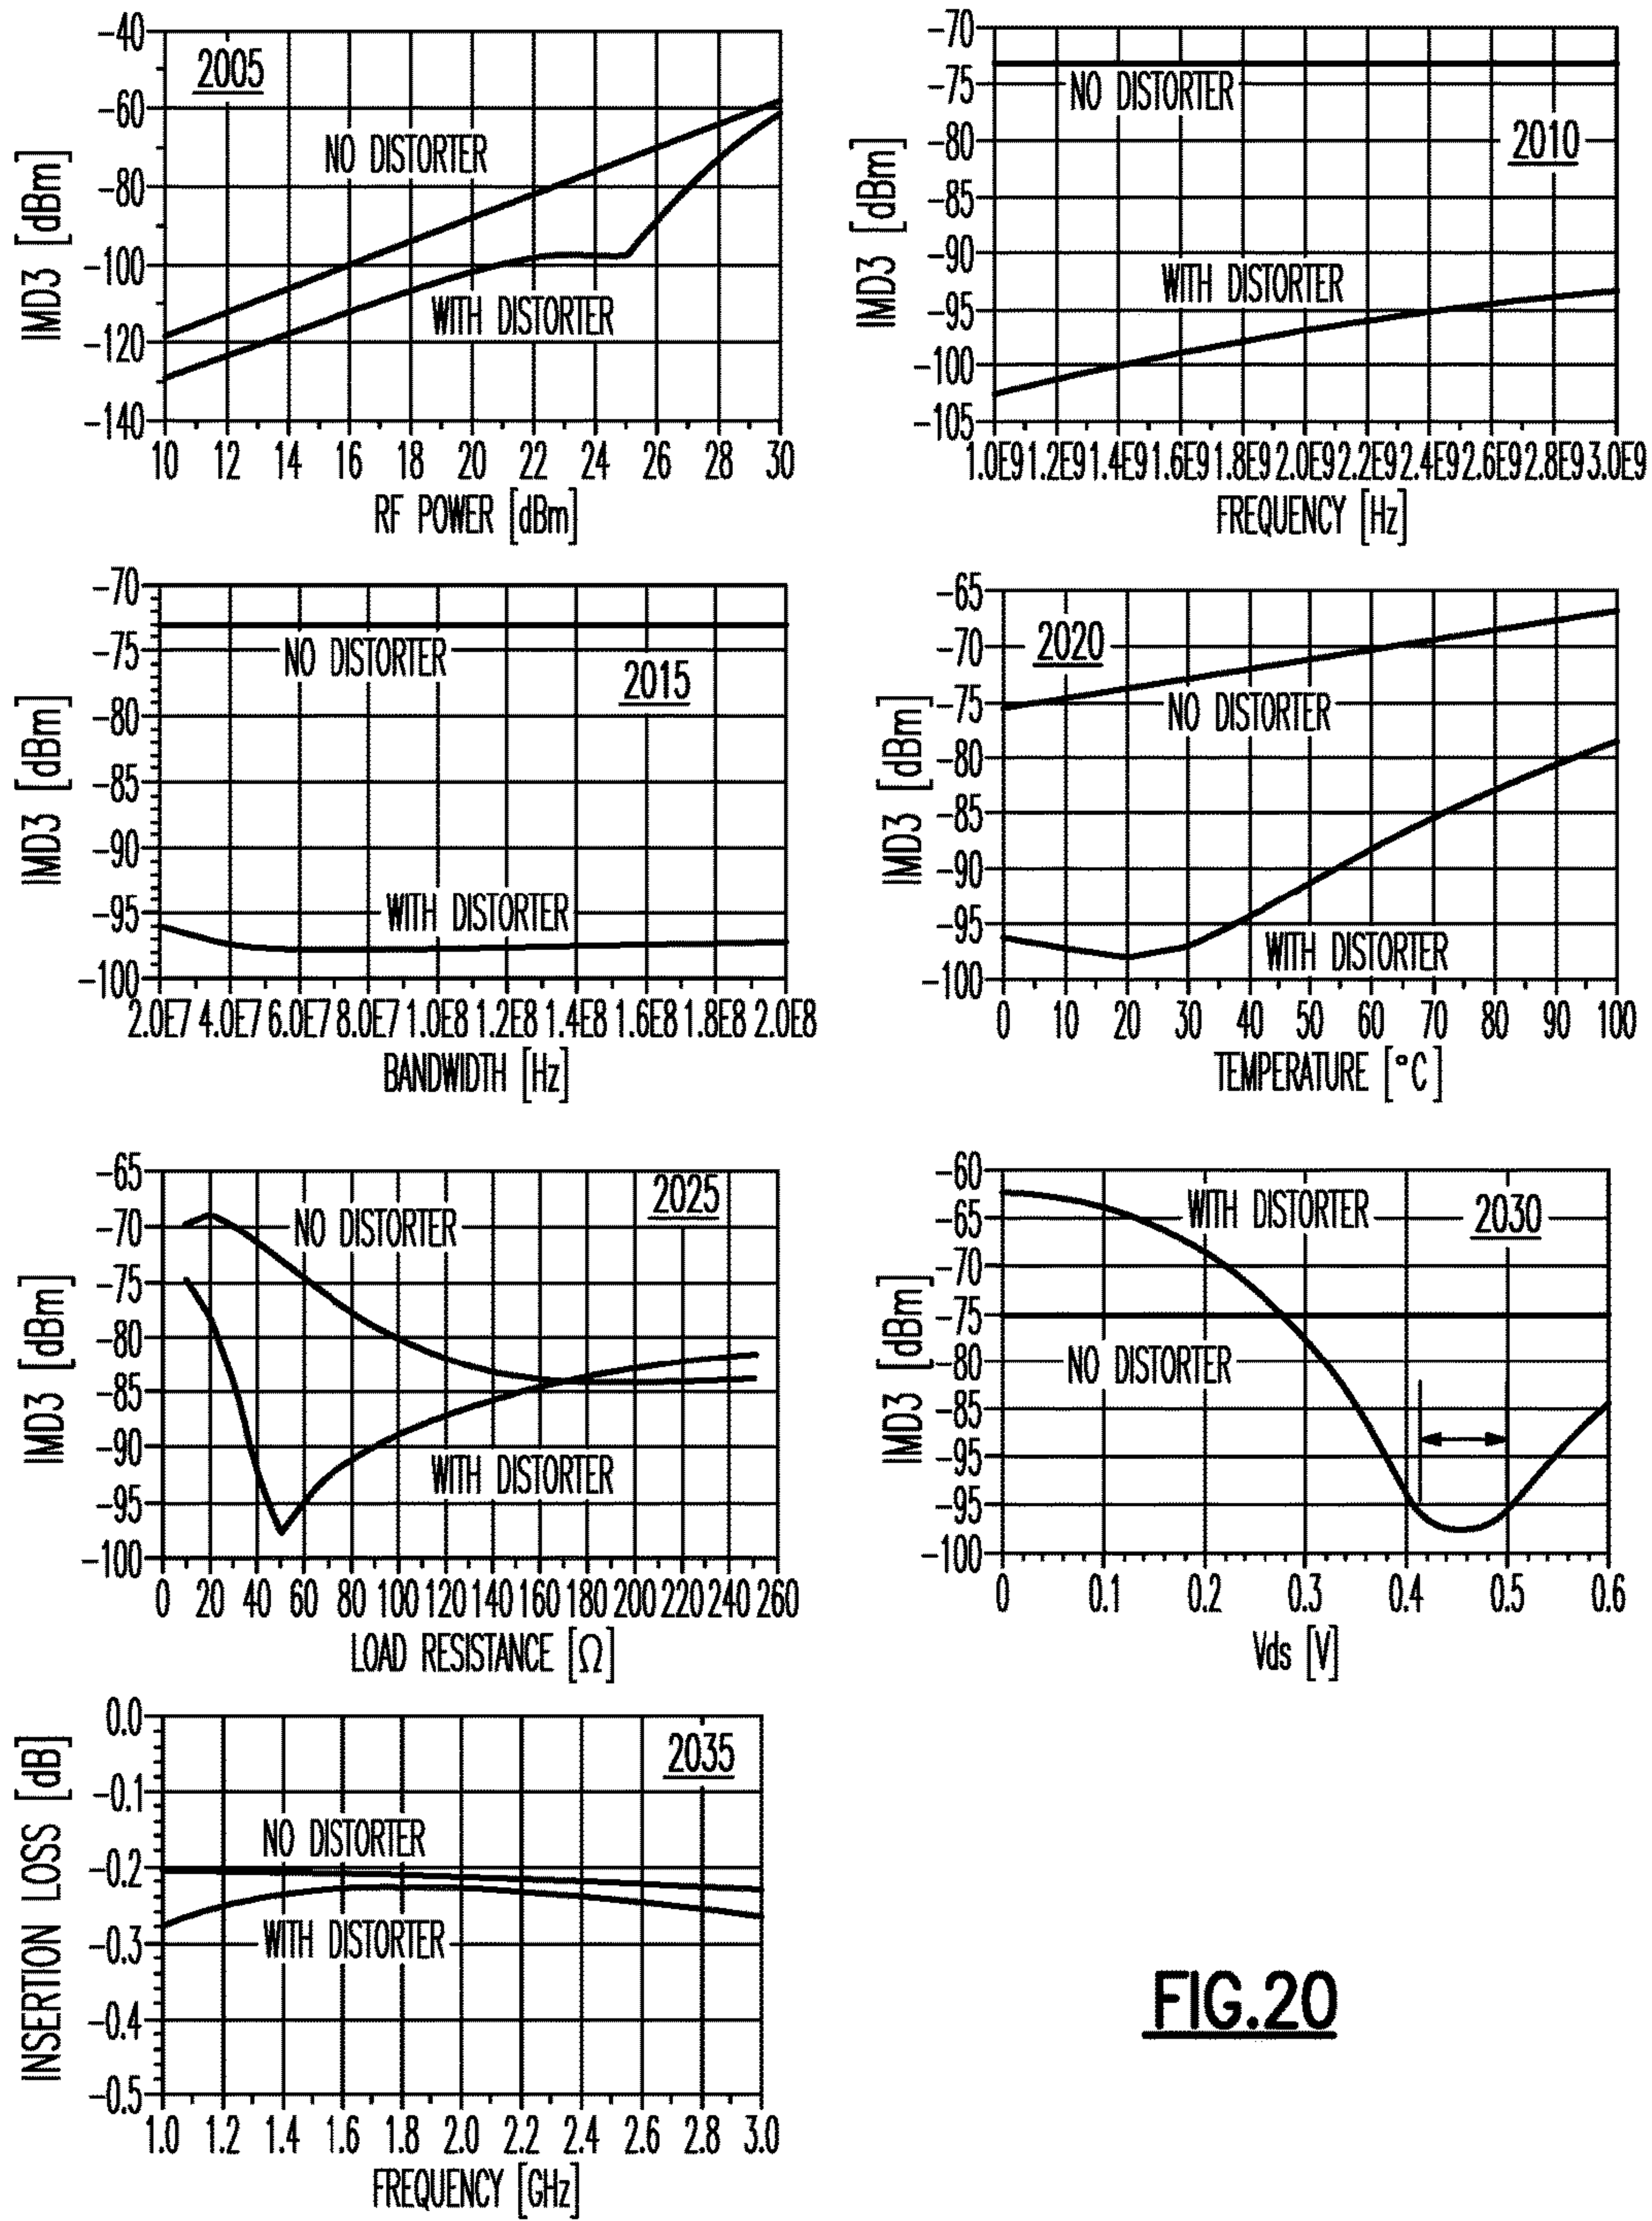 -40
-60
-80
-100
-120
-140
IMD3 [dBm]
2005
NO DISTORTER
WITH DISTORTER
10 12 14 16 18 20 22 24 26 28 30
RF POWER [dBm]
-70
-75
-80
-85
-90
-95
-100
-105
IMD3 [dBm]
NO DISTORTER
2010
WITH DISTORTER
1.0E9 1.2E9 1.4E9 1.6E9 1.8E9 2.0E9 2.2E9 2.4E9 2.6E9 2.8E9 3.0E9
FREQUENCY [Hz]
-70
-75
-80
-85
-90
-95
-100
IMD3 [dBm]
NO DISTORTER
2015
WITH DISTORTER
2.0E7 4.0E7 6.0E7 8.0E7 1.0E8 1.2E8 1.4E8 1.6E8 1.8E8 2.0E8
BANDWIDTH [Hz]
-65
-70
-75
-80
-85
-90
-95
-100
IMD3 [dBm]
2020
NO DISTORTER
WITH DISTORTER
0 10 20 30 40 50 60 70 80 90 100
TEMPERATURE [°C]
-65
-70
-75
-80
-85
-90
-95
-100
IMD3 [dBm]
2025
NO DISTORTER
WITH DISTORTER
0 20 40 60 80 100 120 140 160 180 200 220 240 260
LOAD RESISTANCE [Ω]
-60
-65
-70
-75
-80
-85
-95
-95
-100
IMD3 [dBm]
WITH DISTORTER
2030
NO DISTORTER
0 0.1 0.2 0.3 0.4 0.5 0.6
Vds [V]
0.0
-0.1
-0.2
-0.3
-0.4
-0.5
INSERTION LOSS [dB]
2035
NO DISTORTER
WITH DISTORTER
1.0 1.2 1.4 1.6 1.8 2.0 2.2 2.4 2.6 2.8 3.0
FREQUENCY [GHz]
FIG.20